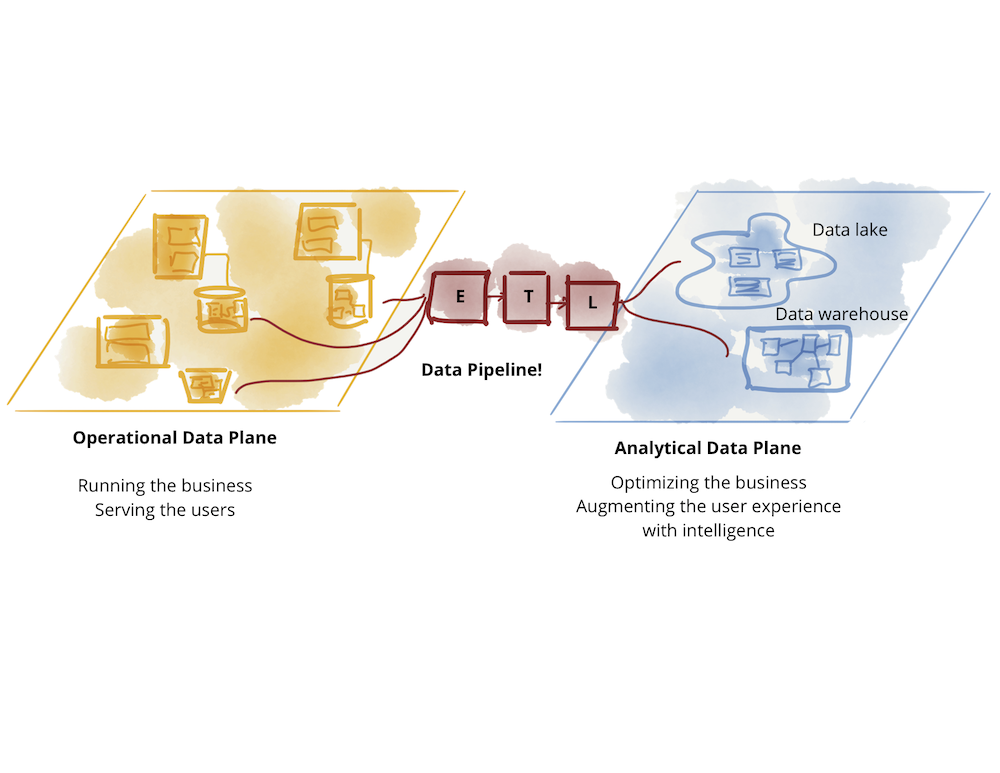 Data lake
E
T
L
Data warehouse
Data Pipeline!
Operational Data Plane
Running the business
Serving the users
Analytical Data Plane
Optimizing the business
Augmenting the user experience
with intelligence